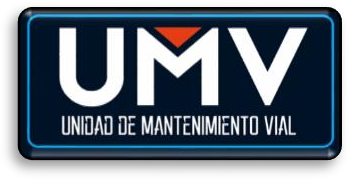 UMV
UNIDAD DE MANTENIMIENTO VIAL